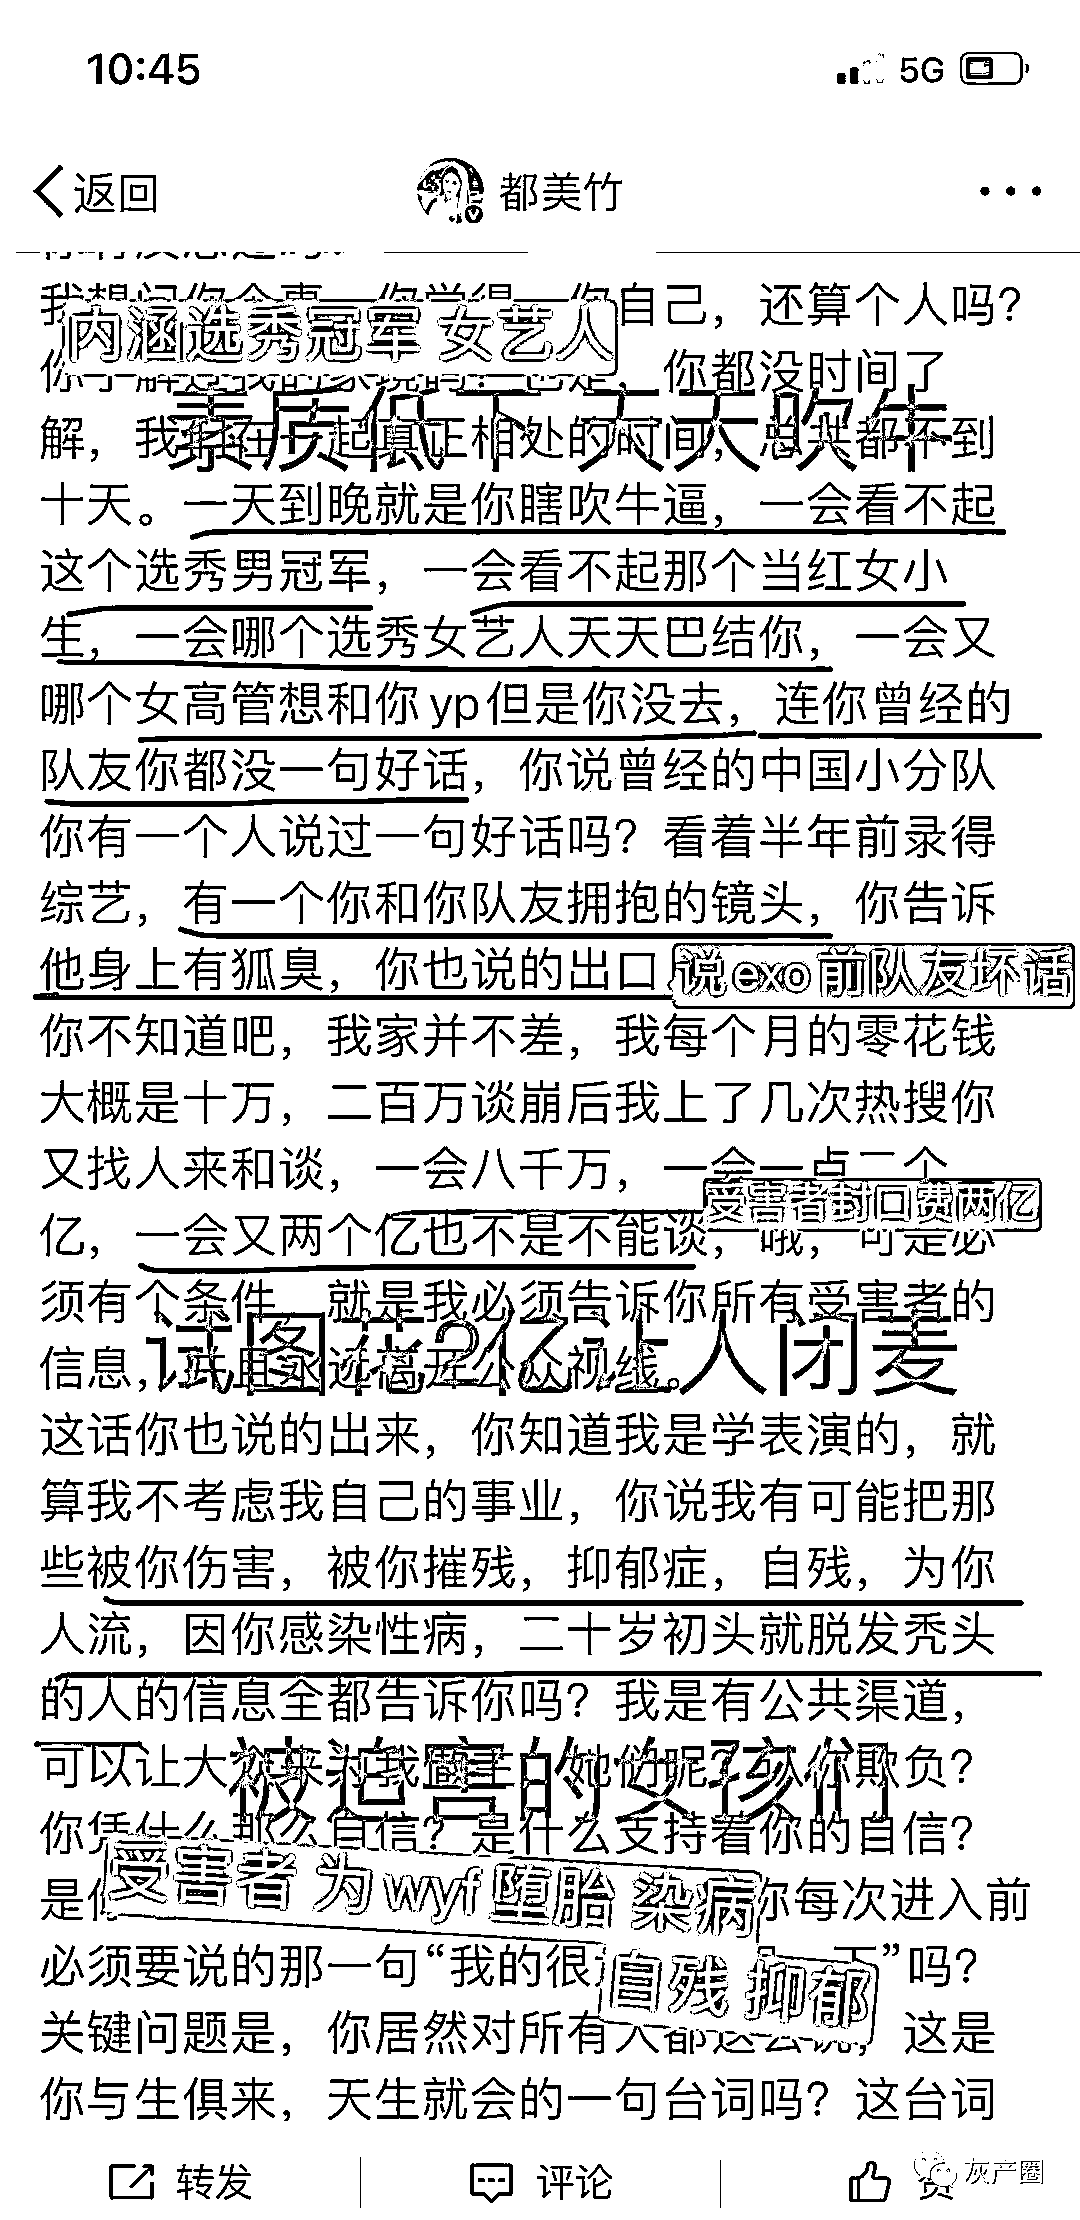 10:45
5G
返回
都美竹
自己，还算个人吗？
内涵选秀冠军 女艺人
你都没时间了
素质低下 天天吹牛
解，我们在一起真正相处的时间，总共都不到
十天。一天到晚就是你瞎吹牛逼，一会看不起
这个选秀男冠军，一会看不起那个当红女小
生，一会哪个选秀女艺人天天巴结你，一会又
哪个女高管想和你yp但是你没去，连你曾经的
队友你都没一句好话，你说曾经的中国小分队
你有一个人说过一句好话吗？看着半年前录得
综艺，有一个你和你队友拥抱的镜头，你告诉
他身上有狐臭，你也说的出口
说exo前队友坏话
你不知道吧，我家并不差，我每个月的零花钱
大概是十万，二百万谈崩后我上了几次热搜你
又找人来和谈，一会八千万，一会一点二个
受害者封口费两亿
亿，一会又两个亿也不是不能谈，哦，可是必
须有个条件，就是我必须告诉你所有受害者的
试图花2亿让人闭麦
信息，并且永远离开公众视线。
这话你也说的出来，你知道我是学表演的，就
算我不考虑我自己的事业，你说我有可能把那
些被你伤害，被你摧残，抑郁症，自残，为你
人流，因你感染性病，二十岁初头就脱发秃头
的人的信息全都告诉你吗？我是有公共渠道，
被迫害的女孩们
可以让大众来为我做主，她们呢？认你欺负？
你凭什么那么自信？是什么支持着你的自信？
受害者 为wyf堕胎 染病
你每次进入前
必须要说的那一句“我的很
”吗？
自残 抑郁
关键问题是，你居然对所有人都这么说，这是
你与生俱来，天生就会的一句台词吗？这台词
转发
评论
赞
灰产圈